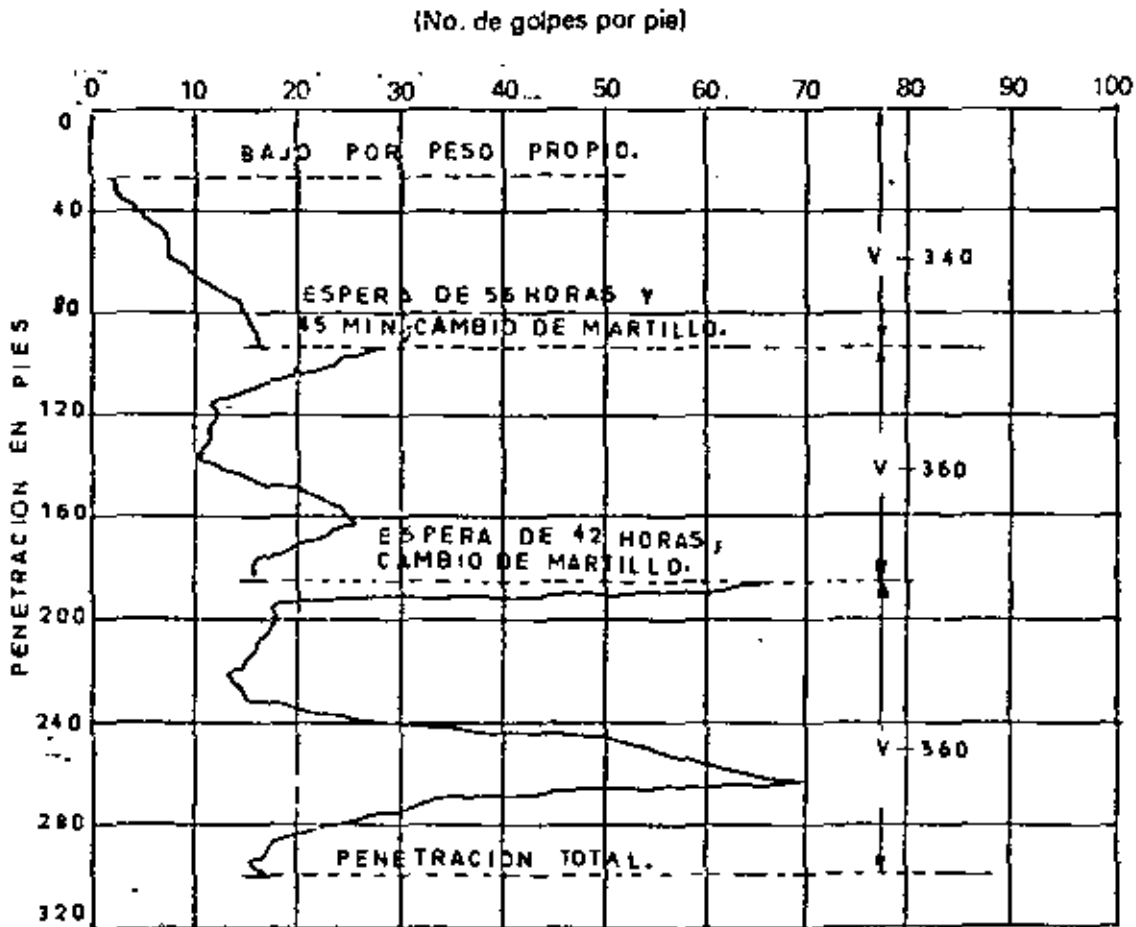 (No. de golpes por pie)
0 10 20 30 40 50 60 70 80 90 100
0
BAJO POR PESO PROPIO.
40
V-340
ESPERA DE 56 HORAS Y
80
45 MIN. CAMBIO DE MARTILLO.
PENETRACION EN PIES
120
V-360
160
ESPERA DE 42 HORAS,
CAMBIO DE MARTILLO.
200
240
V-560
280
PENETRACION TOTAL.
320